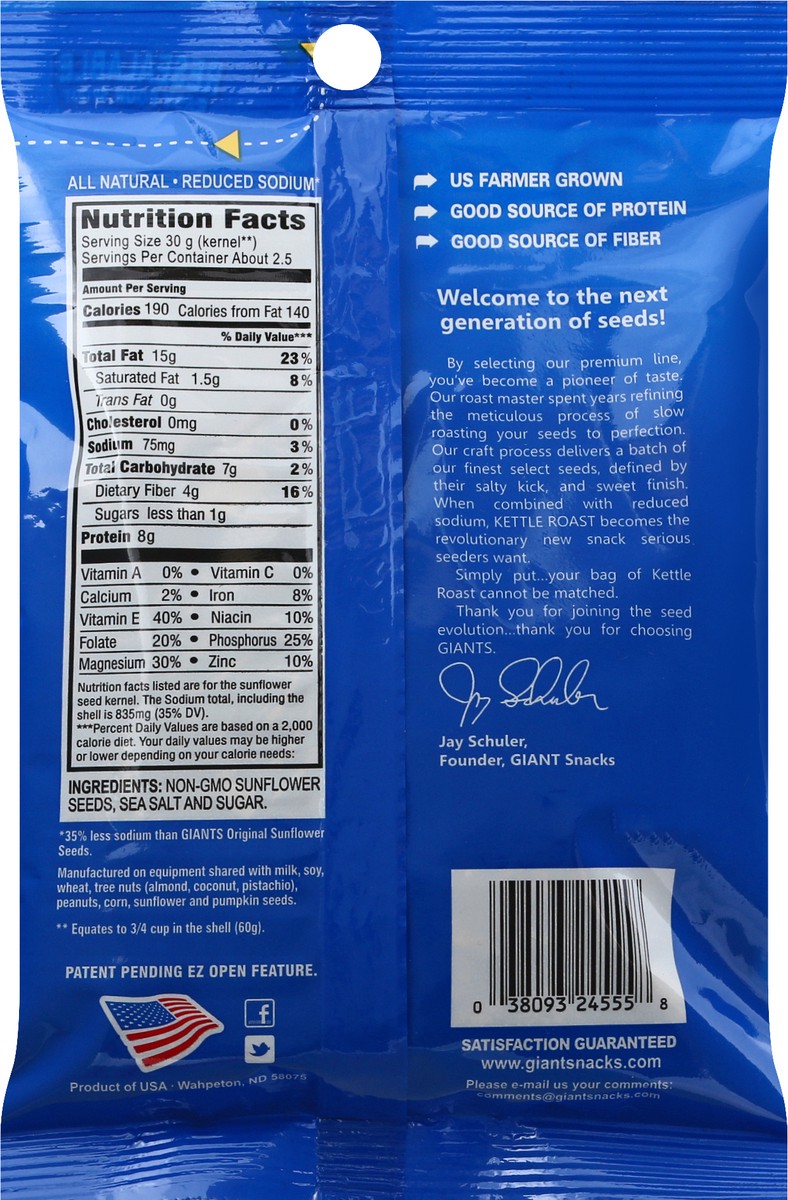 ALL NATURAL • REDUCED SODIUM*
Nutrition Facts
Serving Size 30 g (kernel**)
Servings Per Container About 2.5
Amount Per Serving
Calories 190 Calories from Fat 140
% Daily Value***
Total Fat 15g 23%
Saturated Fat 1.5g 8%
Trans Fat 0g
Cholesterol 0mg 0%
Sodium 75mg 3%
Total Carbohydrate 7g 2%
Dietary Fiber 4g 16%
Sugars less than 1g
Protein 8g
Vitamin A 0% • Vitamin C 0%
Calcium 2% • Iron 8%
Vitamin E 40% • Niacin 10%
Folate 20% • Phosphorus 25%
Magnesium 30% • Zinc 10%
Nutrition facts listed are for the sunflower
seed kernel. The Sodium total, including the
shell is 835mg (35% DV).
***Percent Daily Values are based on a 2,000
calorie diet. Your daily values may be higher
or lower depending on your calorie needs:
INGREDIENTS: NON-GMO SUNFLOWER
SEEDS, SEA SALT AND SUGAR.
*35% less sodium than GIANTS Original Sunflower
Seeds.
Manufactured on equipment shared with milk, soy,
wheat, tree nuts (almond, coconut, pistachio),
peanuts, corn, sunflower and pumpkin seeds.
** Equates to 3/4 cup in the shell (60g).
PATENT PENDING EZ OPEN FEATURE.
f
Product of USA · Wahpeton, ND 58075
US FARMER GROWN
GOOD SOURCE OF PROTEIN
GOOD SOURCE OF FIBER
Welcome to the next
generation of seeds!
By selecting our premium line,
you've become a pioneer of taste.
Our roast master spent years refining
the meticulous process of slow
roasting your seeds to perfection.
Our craft process delivers a batch of
our finest select seeds, defined by
their salty kick, and sweet finish.
When combined with reduced
sodium, KETTLE ROAST becomes the
revolutionary new snack serious
seeders want.
Simply put...your bag of Kettle
Roast cannot be matched.
Thank you for joining the seed
evolution...thank you for choosing
GIANTS.
Jay Schuler
Jay Schuler,
Founder, GIANT Snacks
0 38093 24555 8
SATISFACTION GUARANTEED
www.giantsnacks.com
Please e-mail us your comments:
comments@giantsnacks.com